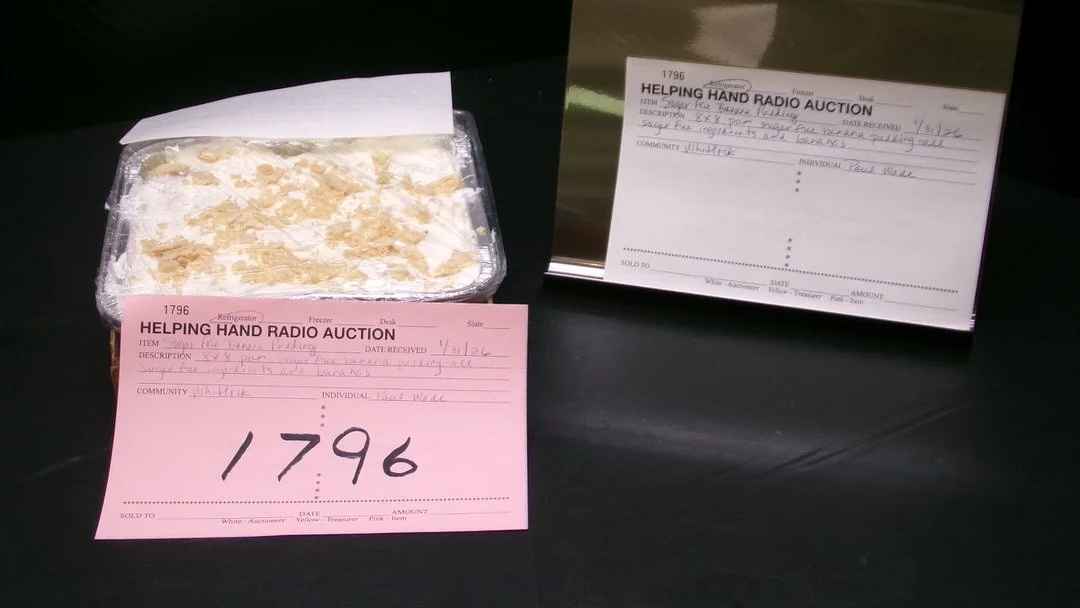 1796
Refrigerator Freezer Desk Slate
HELPING HAND RADIO AUCTION
ITEM Sugar Free Banana Pudding
DESCRIPTION 8x8 pan sugar free banana pudding-all DATE RECEIVED 1/31/26
sugar free ingredients and bananas
COMMUNITY Whitlock INDIVIDUAL Paul Wade
SOLD TO DATE AMOUNT
White - Auctioneer Yellow - Treasurer Pink - Item
1796
Refrigerator Freezer Desk Slate
HELPING HAND RADIO AUCTION
ITEM Sugar Free Banana Pudding DATE RECEIVED 1/31/26
DESCRIPTION 8x8 pan sugar free banana pudding-all
sugar free ingredients and bananas
COMMUNITY Whitlock INDIVIDUAL Paul Wade
1796
SOLD TO DATE AMOUNT
White - Auctioneer Yellow - Treasurer Pink - Item